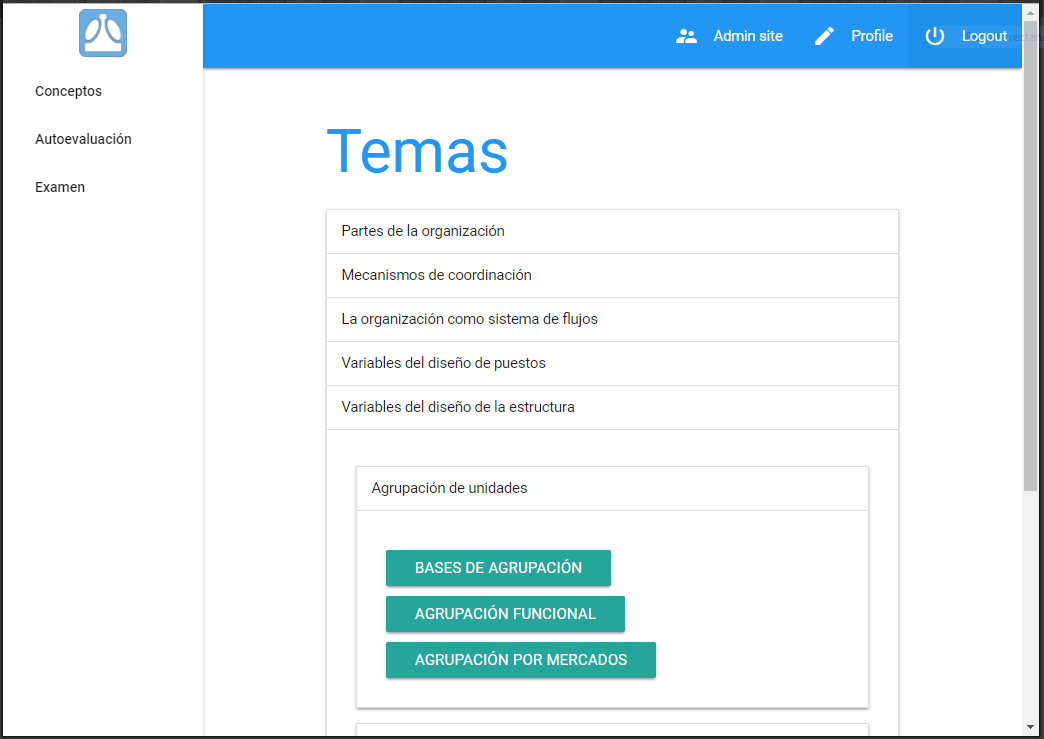 Admin site
Profile
Logout
Conceptos
Autoevaluación
Examen
Temas
Partes de la organización
Mecanismos de coordinación
La organización como sistema de flujos
Variables del diseño de puestos
Variables del diseño de la estructura
Agrupación de unidades
BASES DE AGRUPACIÓN
AGRUPACIÓN FUNCIONAL
AGRUPACIÓN POR MERCADOS